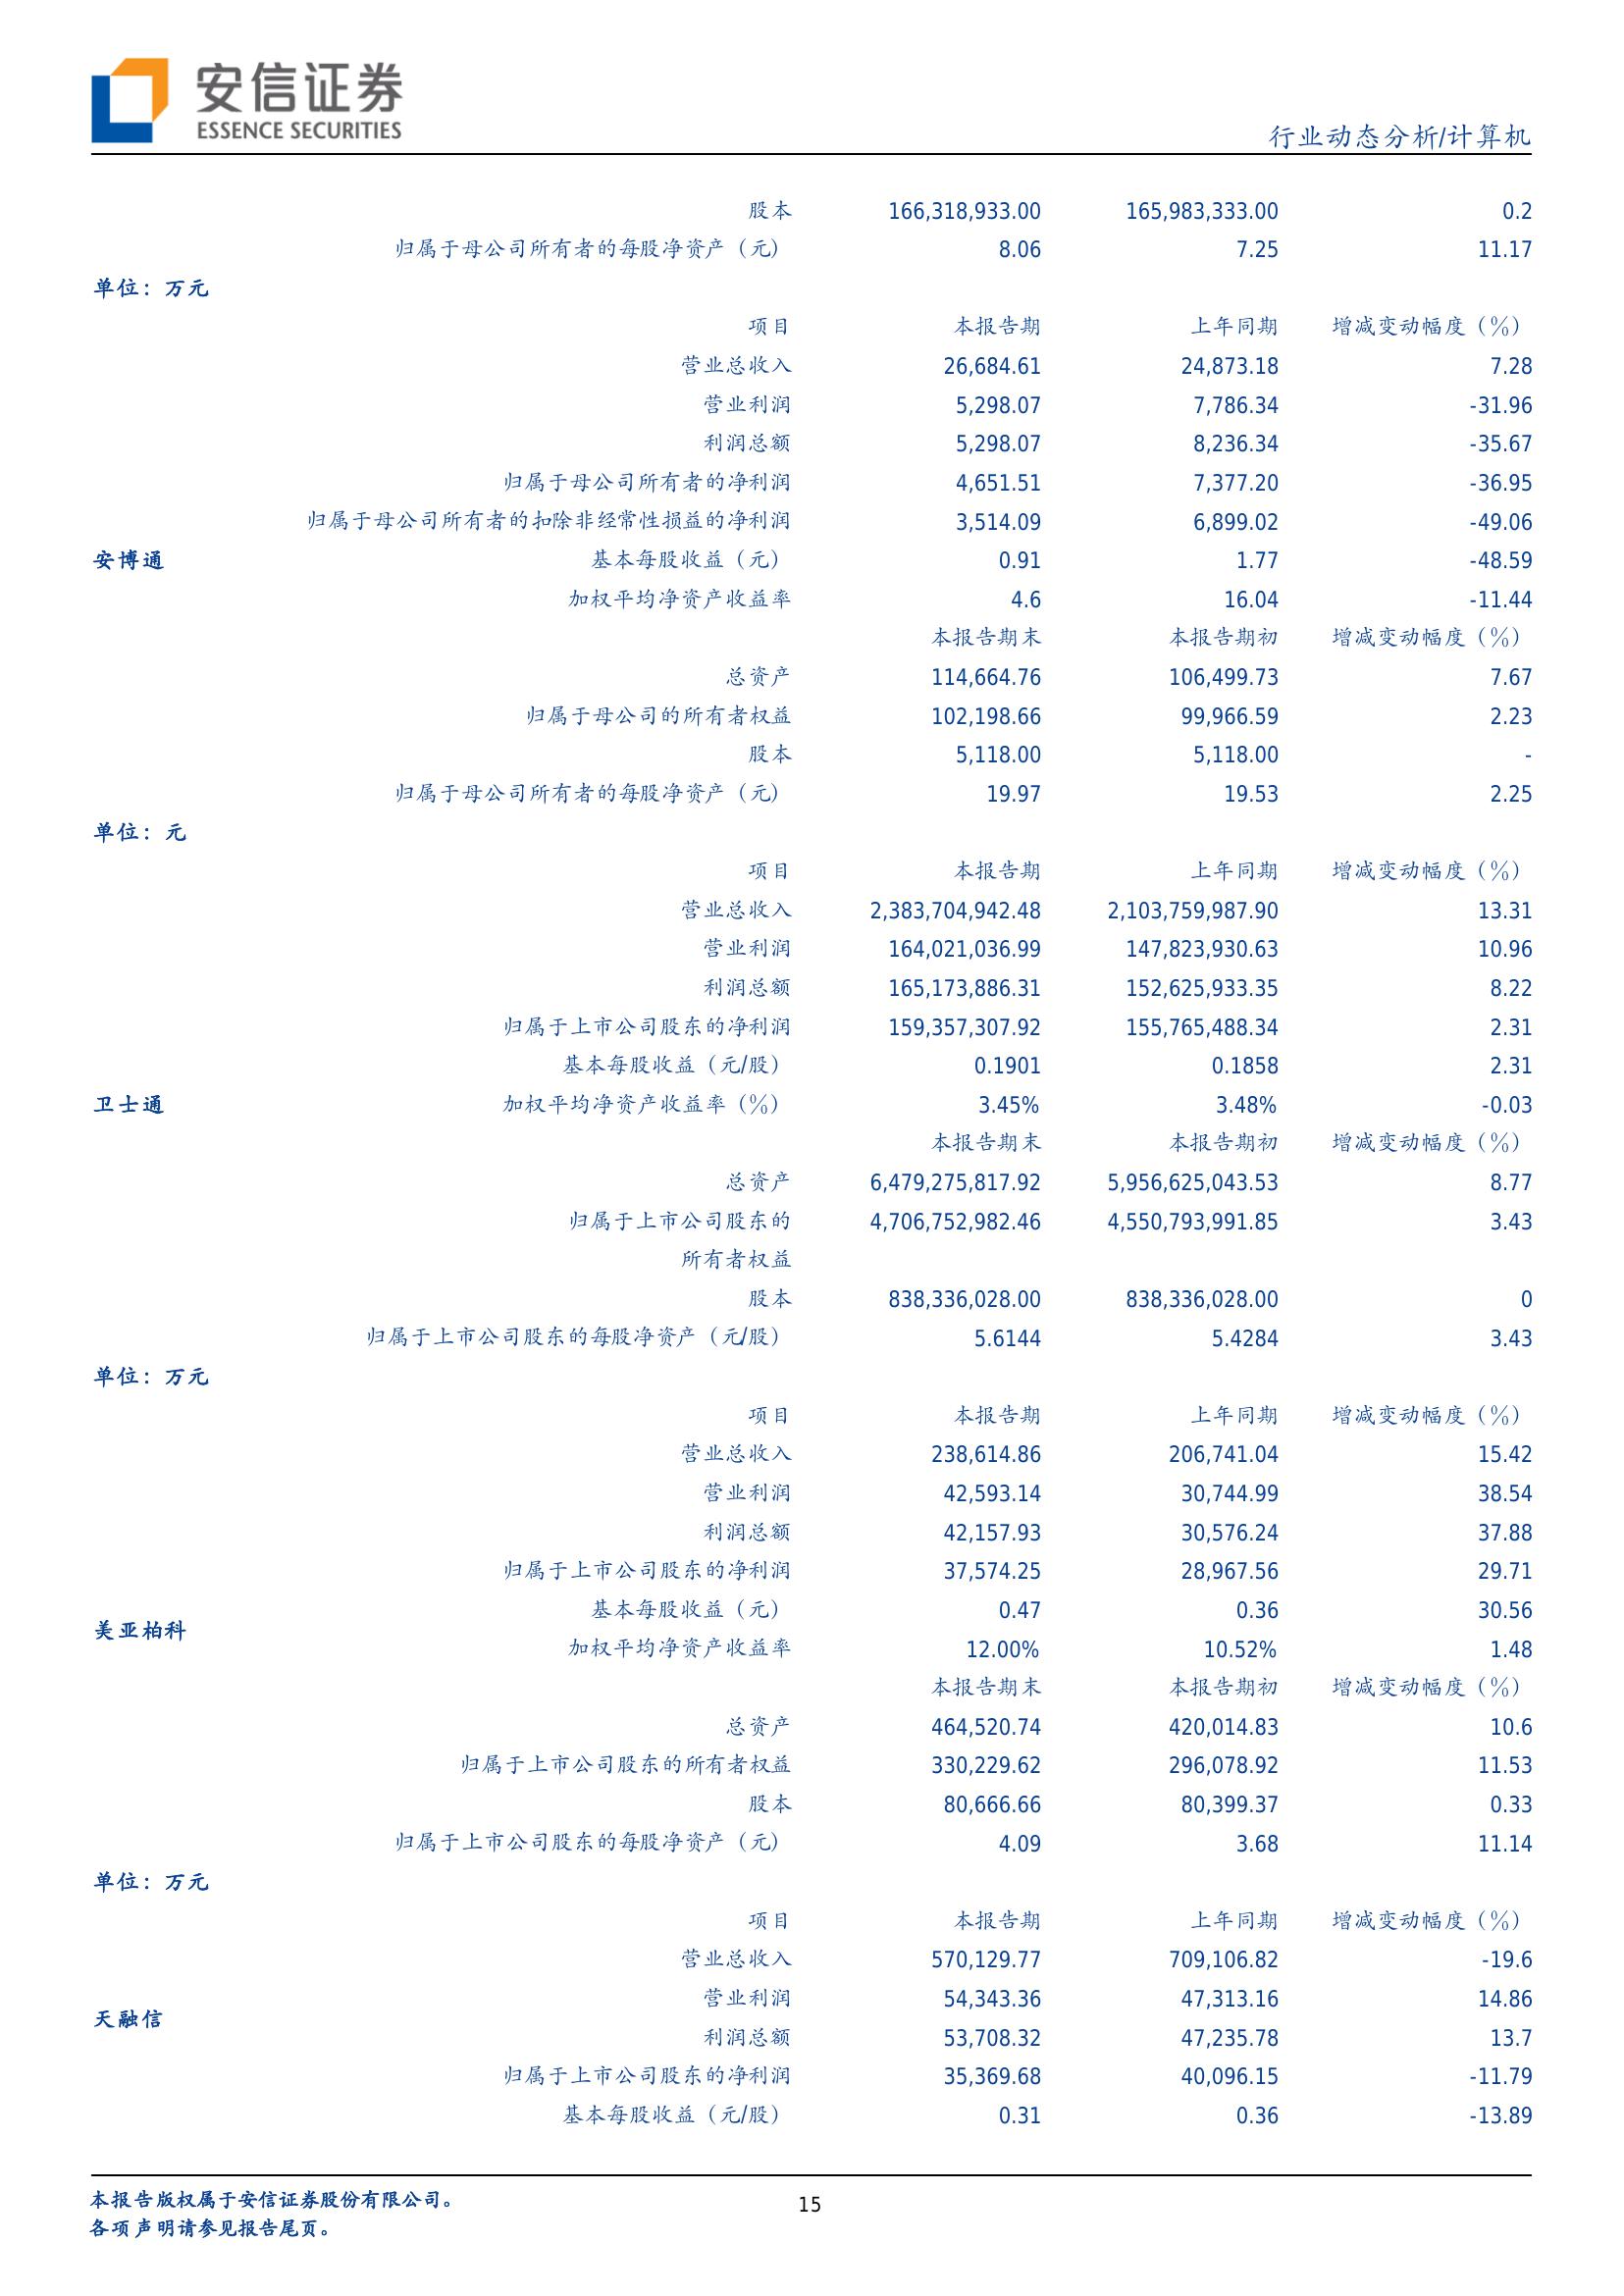 安信证券
ESSENCE SECURITIES
行业动态分析/计算机
股本 166,318,933.00 165,983,333.00 0.2
归属于母公司所有者的每股净资产（元） 8.06 7.25 11.17
单位：万元
项目 本报告期 上年同期 增减变动幅度（%）
营业总收入 26,684.61 24,873.18 7.28
营业利润 5,298.07 7,786.34 -31.96
利润总额 5,298.07 8,236.34 -35.67
归属于母公司所有者的净利润 4,651.51 7,377.20 -36.95
归属于母公司所有者的扣除非经常性损益的净利润 3,514.09 6,899.02 -49.06
安博通 基本每股收益（元） 0.91 1.77 -48.59
加权平均净资产收益率 4.6 16.04 -11.44
本报告期末 本报告期初 增减变动幅度（%）
总资产 114,664.76 106,499.73 7.67
归属于母公司的所有者权益 102,198.66 99,966.59 2.23
股本 5,118.00 5,118.00 -
归属于母公司所有者的每股净资产（元） 19.97 19.53 2.25
单位：元
项目 本报告期 上年同期 增减变动幅度（%）
营业总收入 2,383,704,942.48 2,103,759,987.90 13.31
营业利润 164,021,036.99 147,823,930.63 10.96
利润总额 165,173,886.31 152,625,933.35 8.22
归属于上市公司股东的净利润 159,357,307.92 155,765,488.34 2.31
基本每股收益（元/股） 0.1901 0.1858 2.31
卫士通 加权平均净资产收益率（%） 3.45% 3.48% -0.03
本报告期末 本报告期初 增减变动幅度（%）
总资产 6,479,275,817.92 5,956,625,043.53 8.77
归属于上市公司股东的 4,706,752,982.46 4,550,793,991.85 3.43
所有者权益
股本 838,336,028.00 838,336,028.00 0
归属于上市公司股东的每股净资产（元/股） 5.6144 5.4284 3.43
单位：万元
项目 本报告期 上年同期 增减变动幅度（%）
营业总收入 238,614.86 206,741.04 15.42
营业利润 42,593.14 30,744.99 38.54
利润总额 42,157.93 30,576.24 37.88
归属于上市公司股东的净利润 37,574.25 28,967.56 29.71
基本每股收益（元） 0.47 0.36 30.56
美亚柏科
加权平均净资产收益率 12.00% 10.52% 1.48
本报告期末 本报告期初 增减变动幅度（%）
总资产 464,520.74 420,014.83 10.6
归属于上市公司股东的所有者权益 330,229.62 296,078.92 11.53
股本 80,666.66 80,399.37 0.33
归属于上市公司股东的每股净资产（元） 4.09 3.68 11.14
单位：万元
项目 本报告期 上年同期 增减变动幅度（%）
营业总收入 570,129.77 709,106.82 -19.6
营业利润 54,343.36 47,313.16 14.86
天融信
利润总额 53,708.32 47,235.78 13.7
归属于上市公司股东的净利润 35,369.68 40,096.15 -11.79
基本每股收益（元/股） 0.31 0.36 -13.89
本报告版权属于安信证券股份有限公司。
15
各项声明请参见报告尾页。